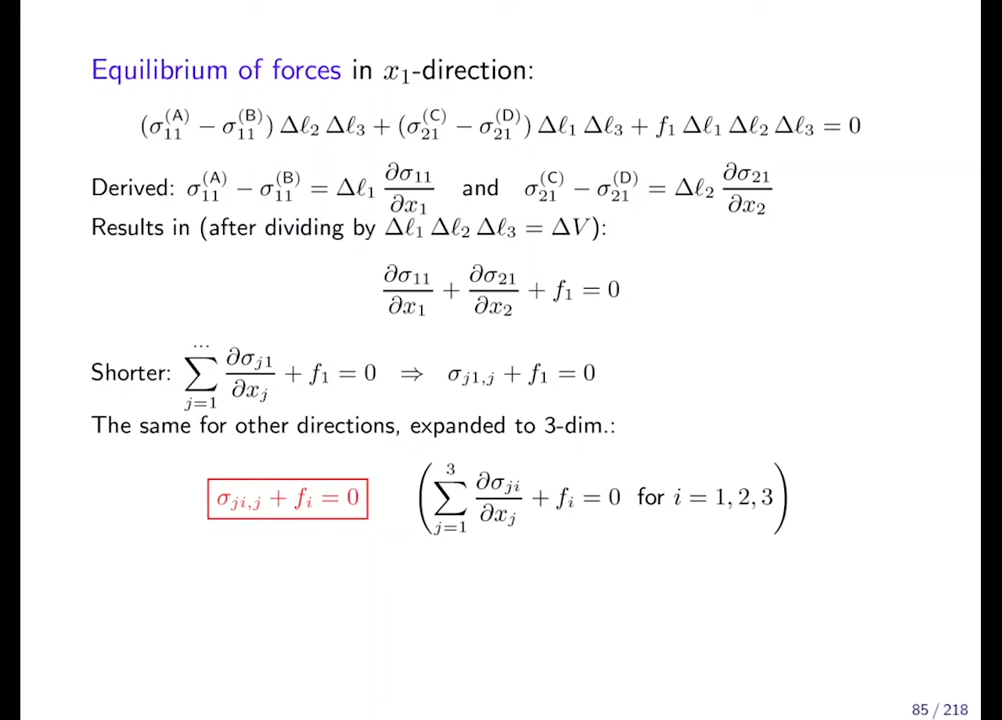 Equilibrium of forces in x₁-direction:
(σ₁₁⁽ᴬ⁾ − σ₁₁⁽ᴮ⁾) Δℓ₂ Δℓ₃ + (σ₂₁⁽ᶜ⁾ − σ₂₁⁽ᴰ⁾) Δℓ₁ Δℓ₃ + f₁ Δℓ₁ Δℓ₂ Δℓ₃ = 0
Derived: σ₁₁⁽ᴬ⁾ − σ₁₁⁽ᴮ⁾ = Δℓ₁ ∂σ₁₁/∂x₁ and σ₂₁⁽ᶜ⁾ − σ₂₁⁽ᴰ⁾ = Δℓ₂ ∂σ₂₁/∂x₂
Results in (after dividing by Δℓ₁ Δℓ₂ Δℓ₃ = ΔV):
∂σ₁₁/∂x₁ + ∂σ₂₁/∂x₂ + f₁ = 0
Shorter: ∑_{j=1}^{...} ∂σ_{j1}/∂x_j + f₁ = 0 ⇒ σ_{j1,j} + f₁ = 0
The same for other directions, expanded to 3-dim.:
σ_{ji,j} + f_i = 0 (∑_{j=1}^{3} ∂σ_{ji}/∂x_j + f_i = 0 for i = 1, 2, 3)
85 / 218